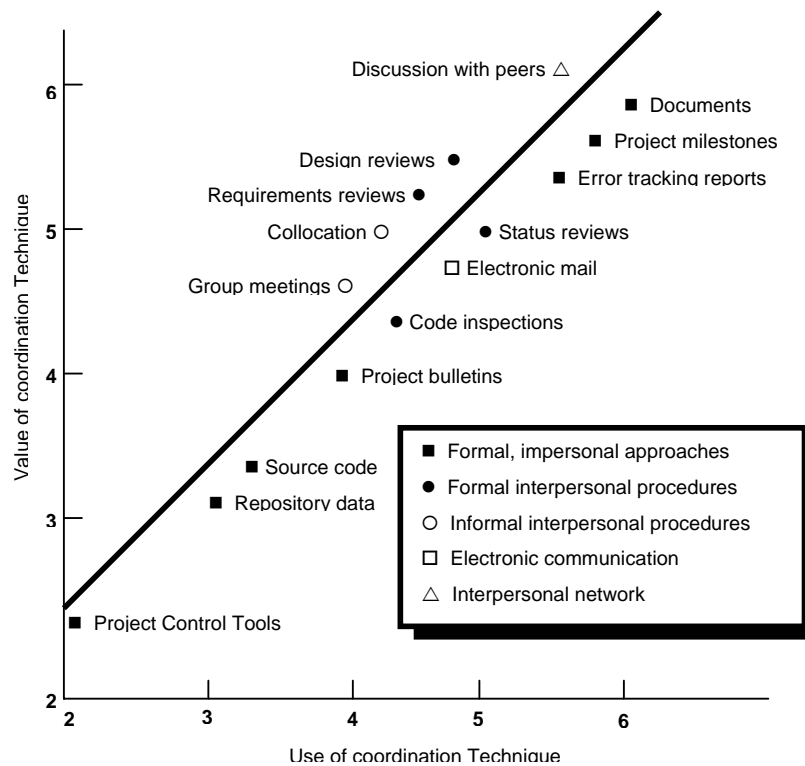 Discussion with peers
6
Documents
Project milestones
Design reviews
Error tracking reports
Requirements reviews
Collocation
5
Status reviews
Electronic mail
Group meetings
Code inspections
4
Project bulletins
Value of coordination Technique
Formal, impersonal approaches
Source code
Formal interpersonal procedures
Repository data
3
Informal interpersonal procedures
Electronic communication
Interpersonal network
Project Control Tools
2
2 3 4 5 6
Use of coordination Technique